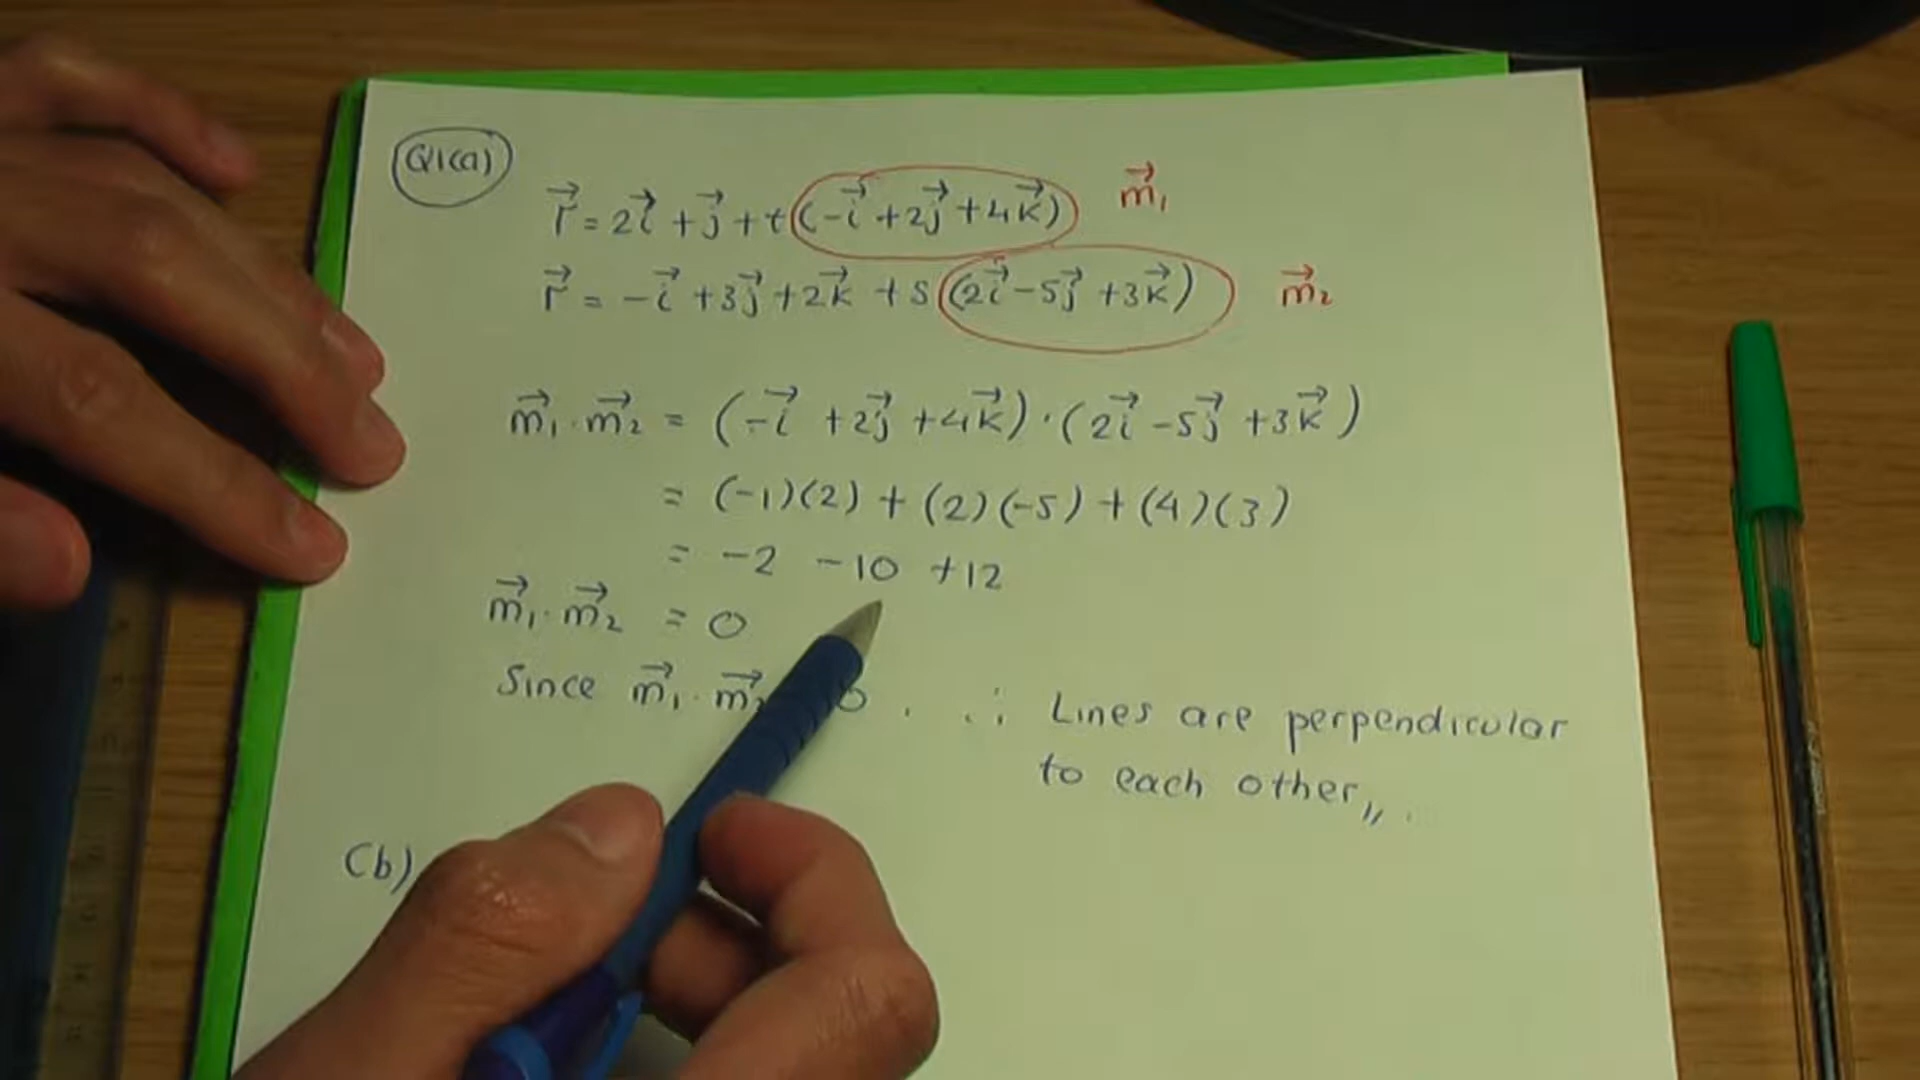 Q1(a)
r⃗ = 2i⃗ + j⃗ + t(-i⃗ + 2j⃗ + 4k⃗) m⃗₁
r⃗ = -i⃗ + 3j⃗ + 2k⃗ + s(2i⃗ - 5j⃗ + 3k⃗) m⃗₂
m⃗₁ · m⃗₂ = (-i⃗ + 2j⃗ + 4k⃗) · (2i⃗ - 5j⃗ + 3k⃗)
= (-1)(2) + (2)(-5) + (4)(3)
= -2 -10 +12
m⃗₁ · m⃗₂ = 0
Since m⃗₁ · m⃗₂ 0 . ∴ Lines are perpendicular
to each other,,
(b)